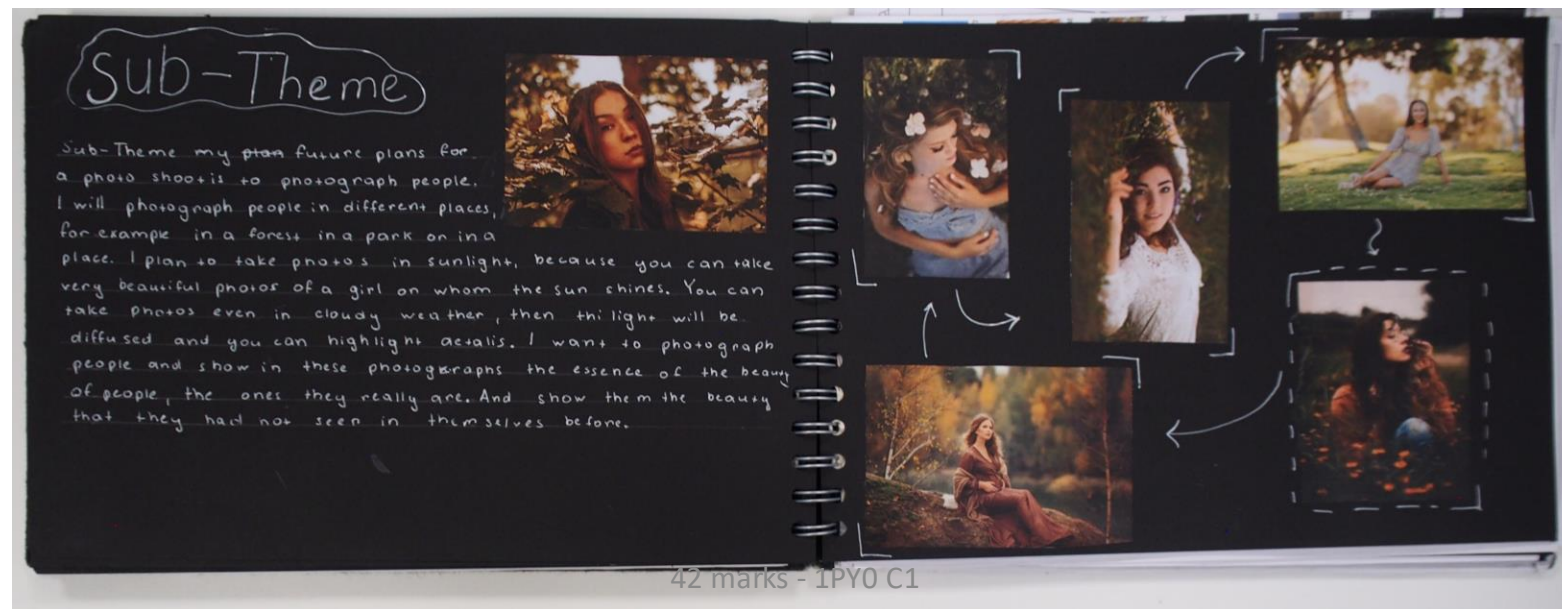 Sub-Theme
Sub-Theme my plan future plans for
a photo shoot is to photograph people.
I will photograph people in different places,
for example in a forest in a park or in a
place. I plan to take photos in sunlight, because you can take
very beautiful photos of a girl on whom the sun shines. You can
take photos even in cloudy weather, then thi light will be
diffused and you can highlight aetalis. I want to photograph
people and show in these photographs the essence of the beauty
of people, the ones they really are. And show them the beauty
that they had not seen in themselves before.
42 marks - 1PY0 C1